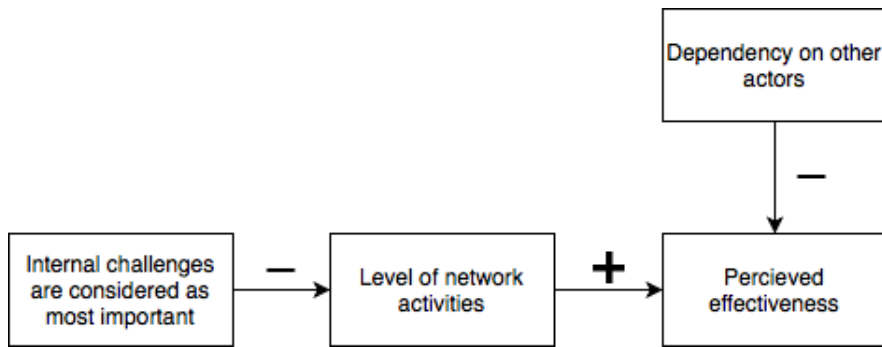 Dependency on other
actors
−
Internal challenges
are considered as
most important
−
Level of network
activities
+
Percieved
effectiveness